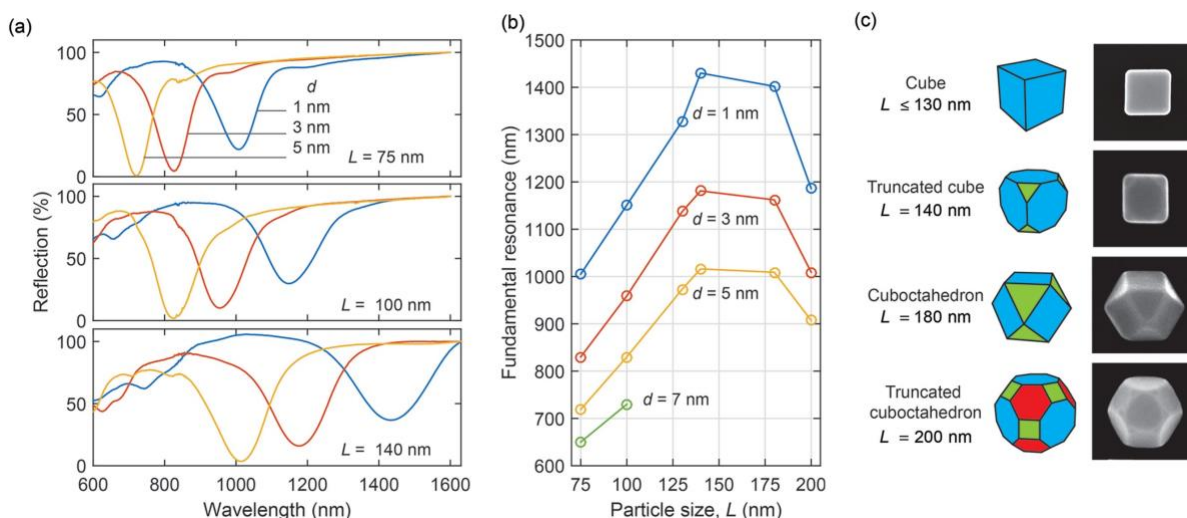 (a)
100
50
0
d
1 nm
3 nm
5 nm
L = 75 nm
100
50
0
L = 100 nm
100
50
0
L = 140 nm
Reflection (%)
600 800 1000 1200 1400 1600
Wavelength (nm)
(b)
1500
1400
1300
1200
1100
1000
900
800
700
600
Fundamental resonance (nm)
d = 1 nm
d = 3 nm
d = 5 nm
d = 7 nm
75 100 125 150 175 200
Particle size, L (nm)
(c)
Cube
L ≤ 130 nm
Truncated cube
L = 140 nm
Cuboctahedron
L = 180 nm
Truncated
cuboctahedron
L = 200 nm